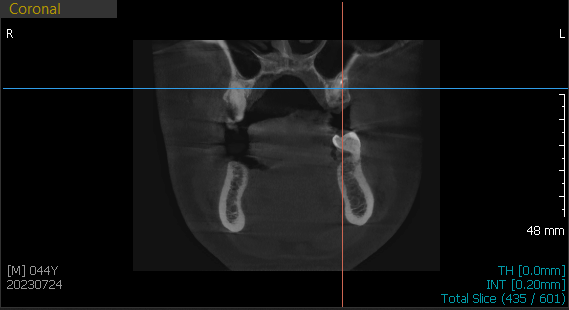 Coronal
R
L
48 mm
[M] 044Y
20230724
TH [0.0mm]
INT [0.20mm]
Total Slice (435 / 601)